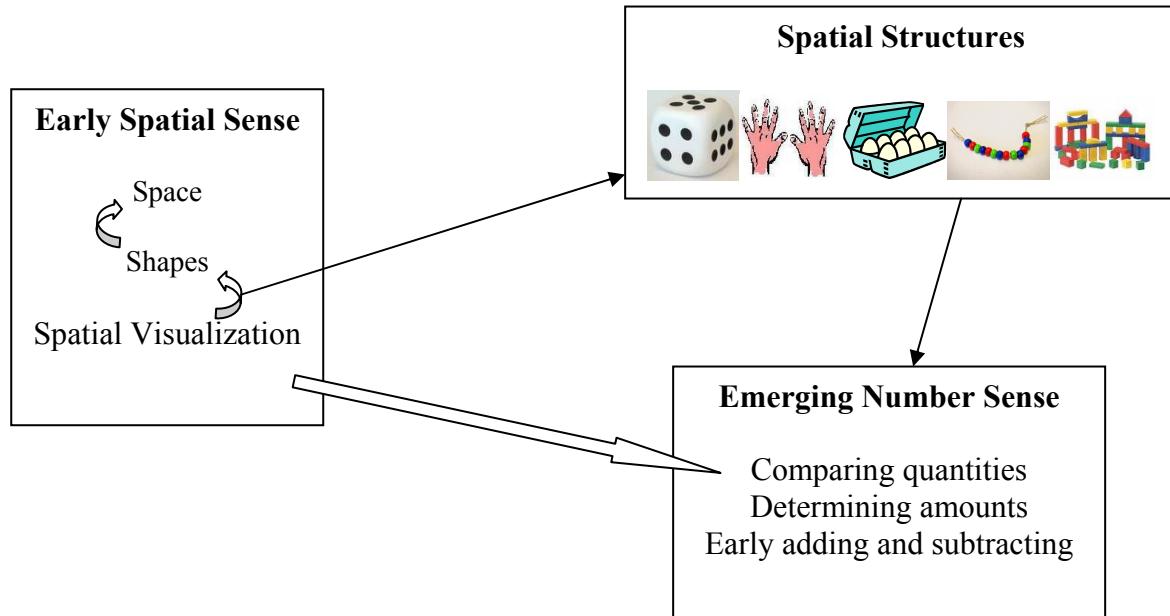 Early Spatial Sense
Space
Shapes
Spatial Visualization
Spatial Structures
Emerging Number Sense
Comparing quantities
Determining amounts
Early adding and subtracting